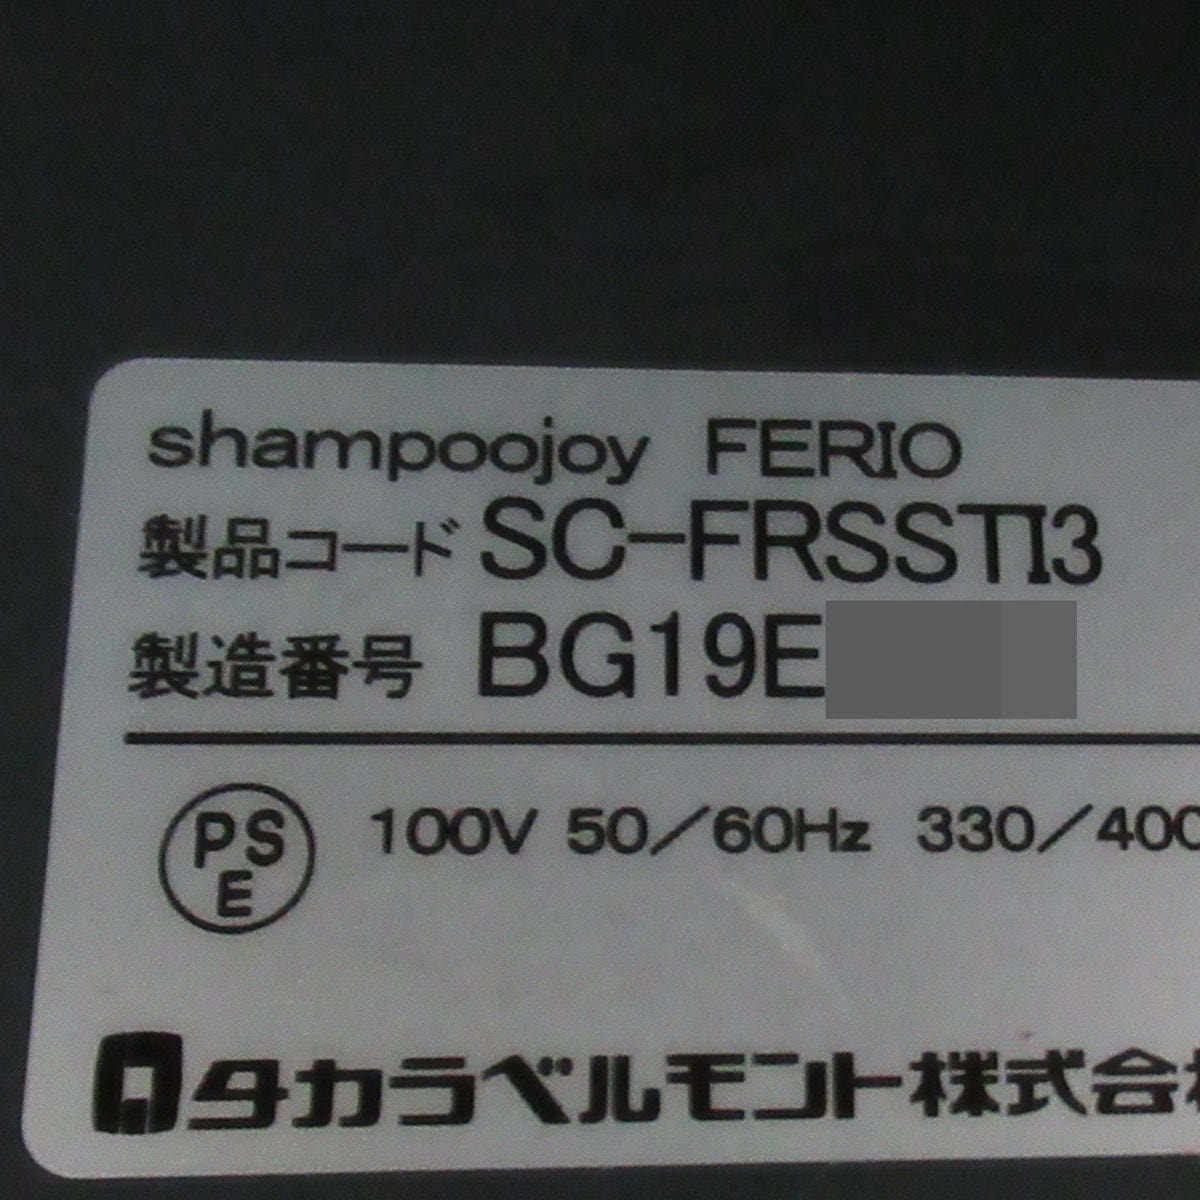 shampoojoy FERIO
製品コード SC-FRSSTI3
製造番号 BG19E
PSE
100V 50/60Hz 330/400
タカラベルモント株式会